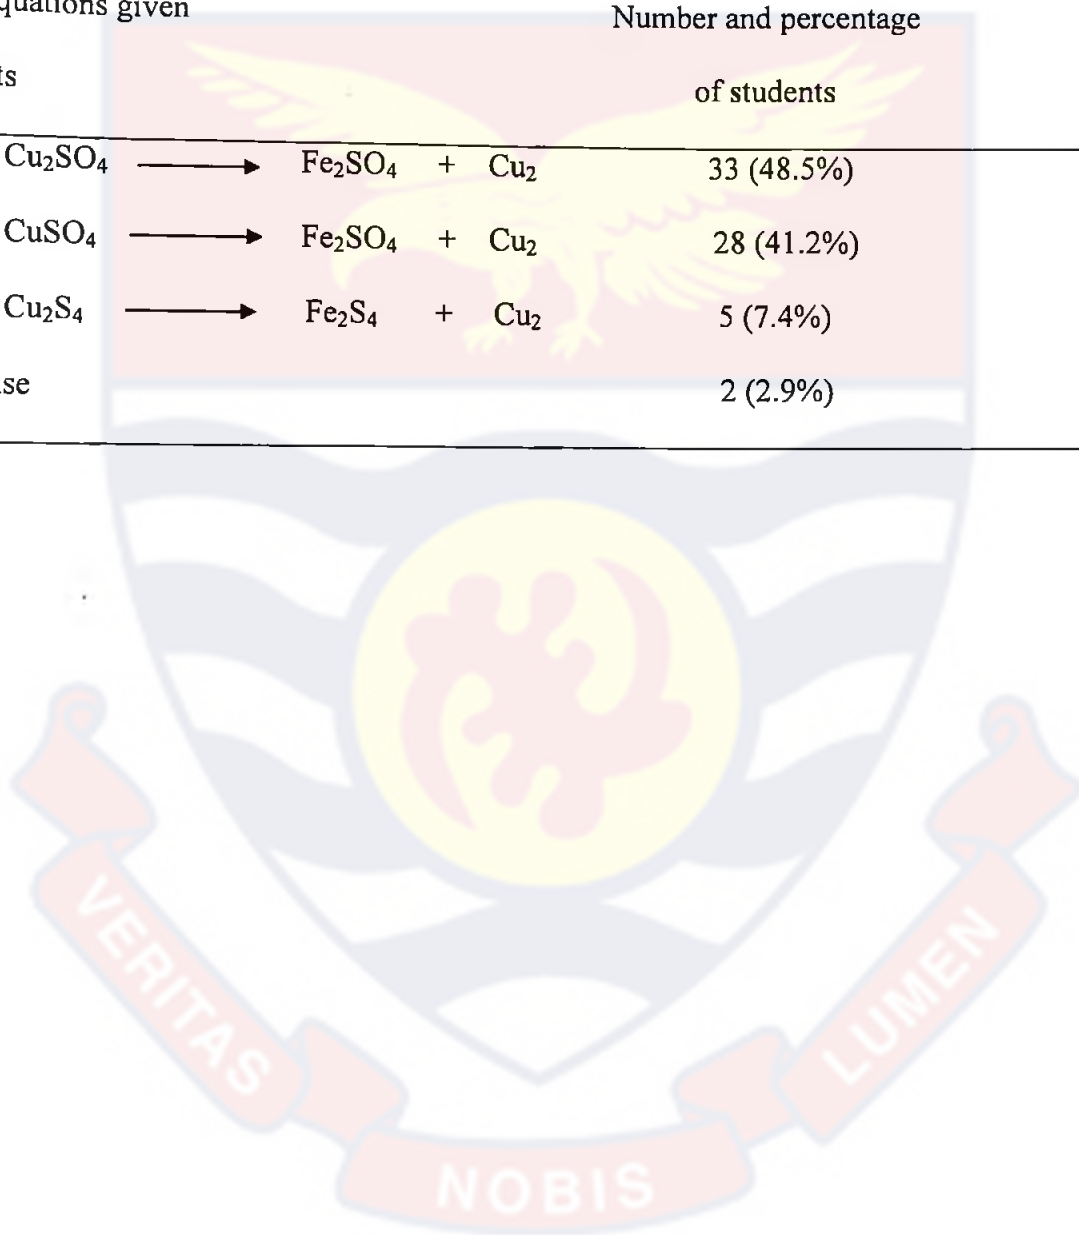 quations given
Number and percentage
ts
of students
Cu₂SO₄ ⟶ Fe₂SO₄ + Cu₂ 33 (48.5%)
CuSO₄ ⟶ Fe₂SO₄ + Cu₂ 28 (41.2%)
Cu₂S₄ ⟶ Fe₂S₄ + Cu₂ 5 (7.4%)
se 2 (2.9%)
VERITAS
NOBIS
LUMEN